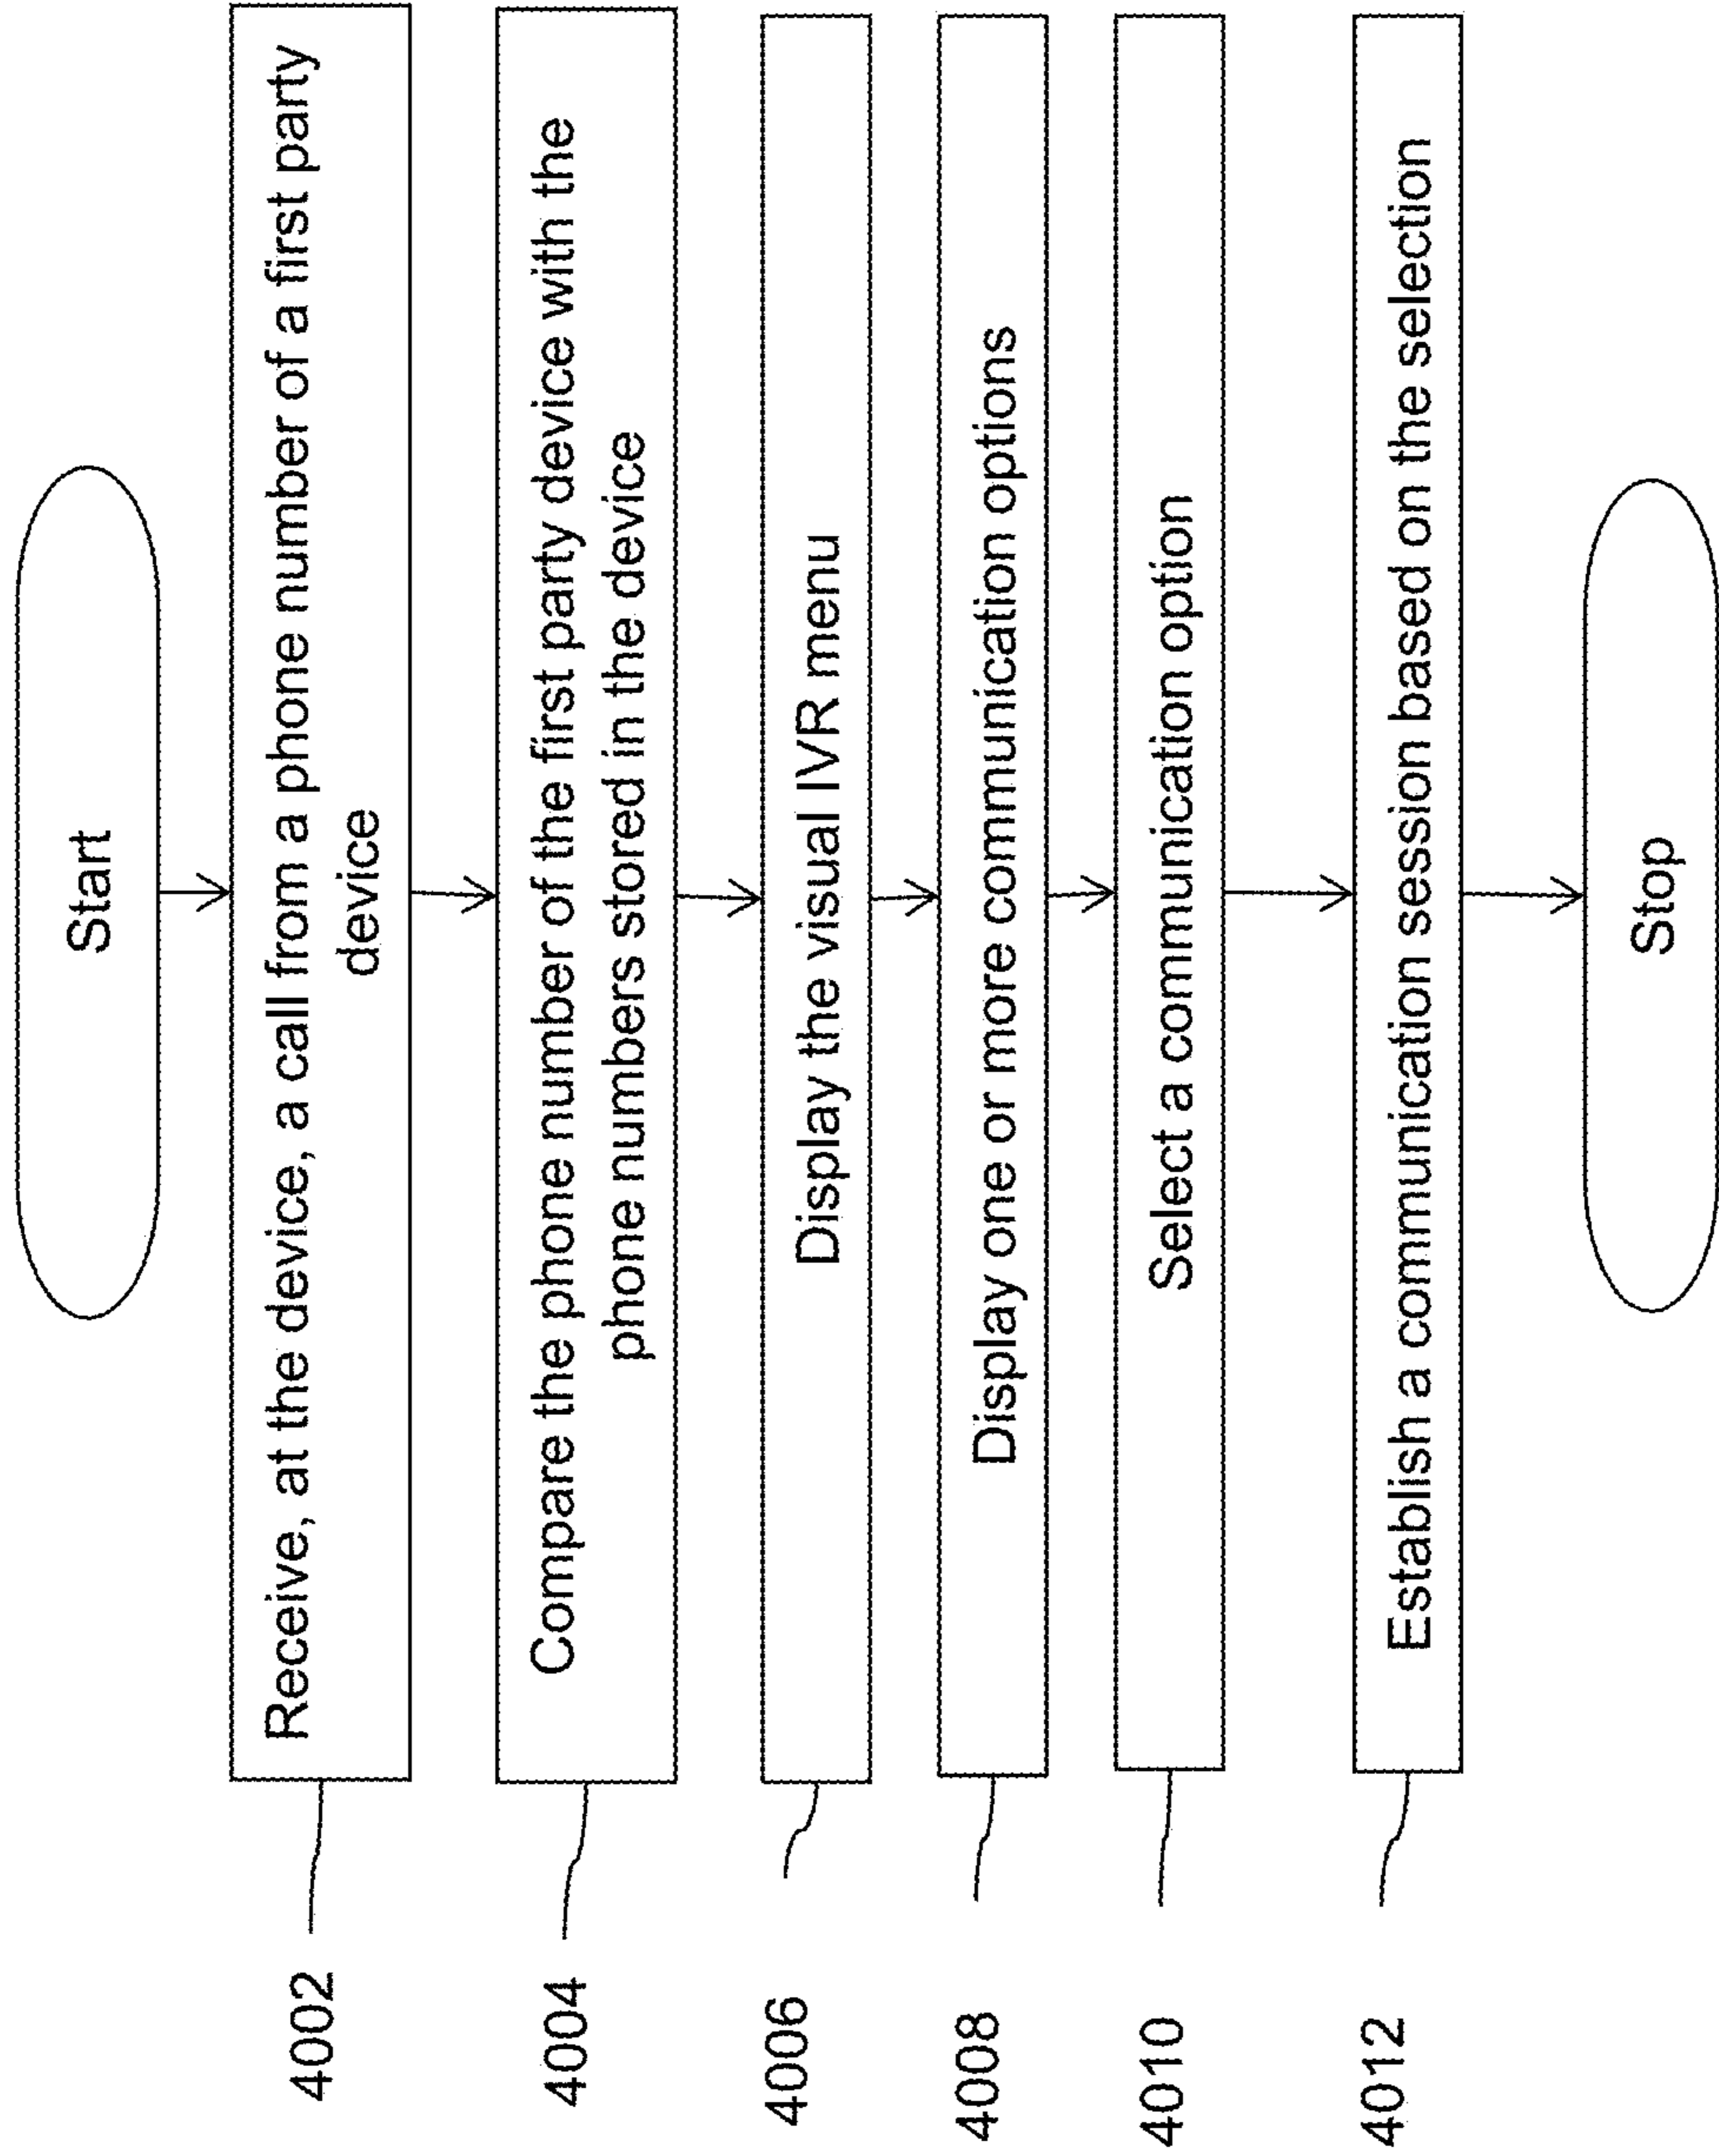 Start
Receive, at the device, a call from a phone number of a first party
device
4002
Compare the phone number of the first party device with the
phone numbers stored in the device
4004
Display the visual IVR menu
4006
Display one or more communication options
4008
Select a communication option
4010
Establish a communication session based on the selection
4012
Stop